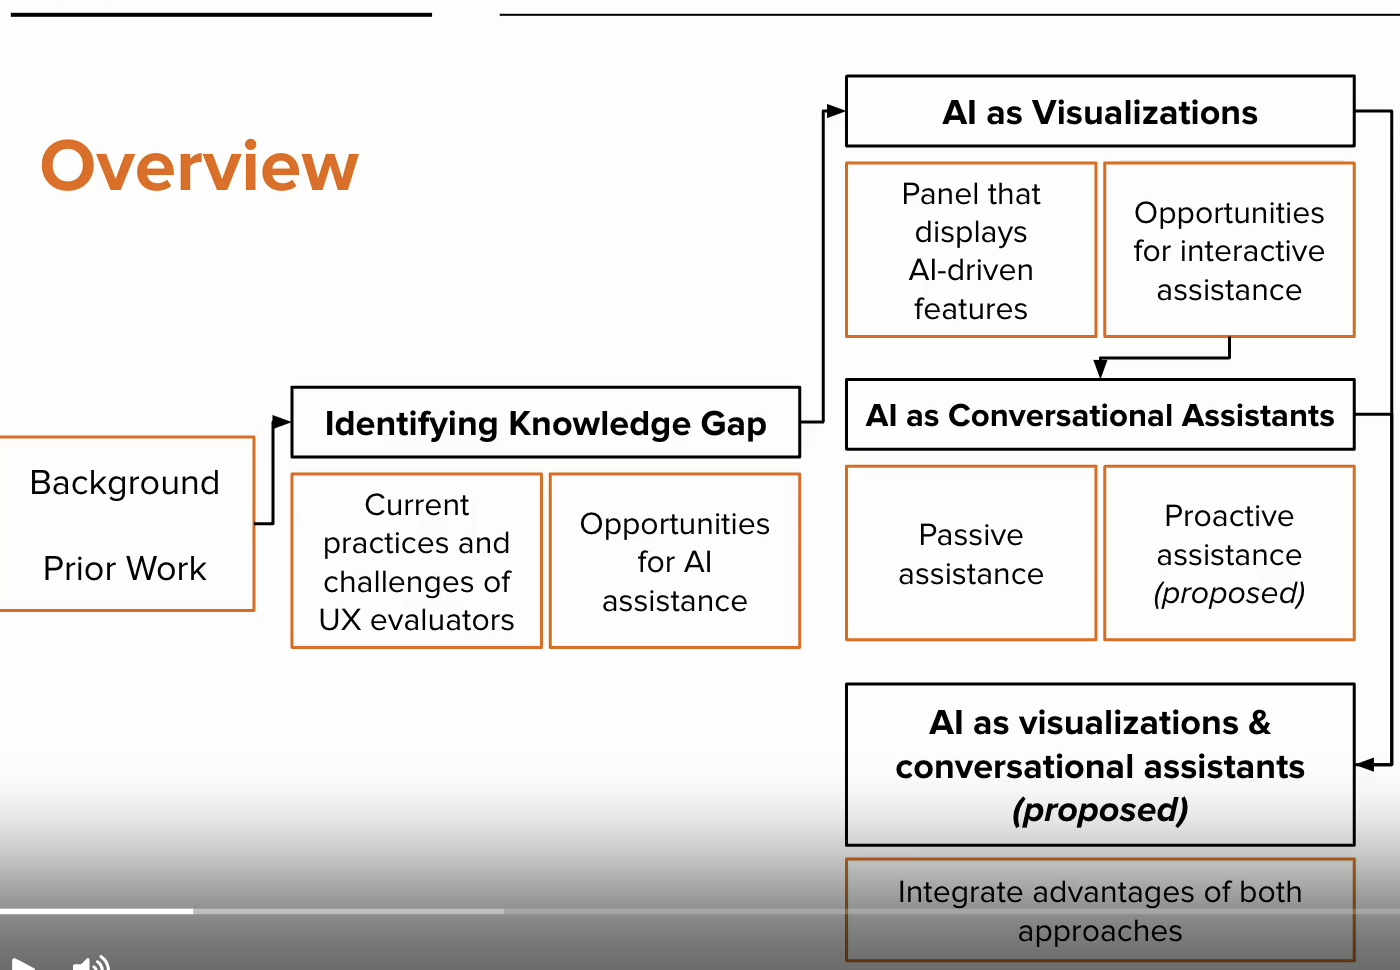 Overview
Background
Prior Work
Identifying Knowledge Gap
Current
practices and
challenges of
UX evaluators
Opportunities
for AI
assistance
AI as Visualizations
Panel that
displays
AI-driven
features
Opportunities
for interactive
assistance
AI as Conversational Assistants
Passive
assistance
Proactive
assistance
(proposed)
AI as visualizations &
conversational assistants
(proposed)
Integrate advantages of both
approaches